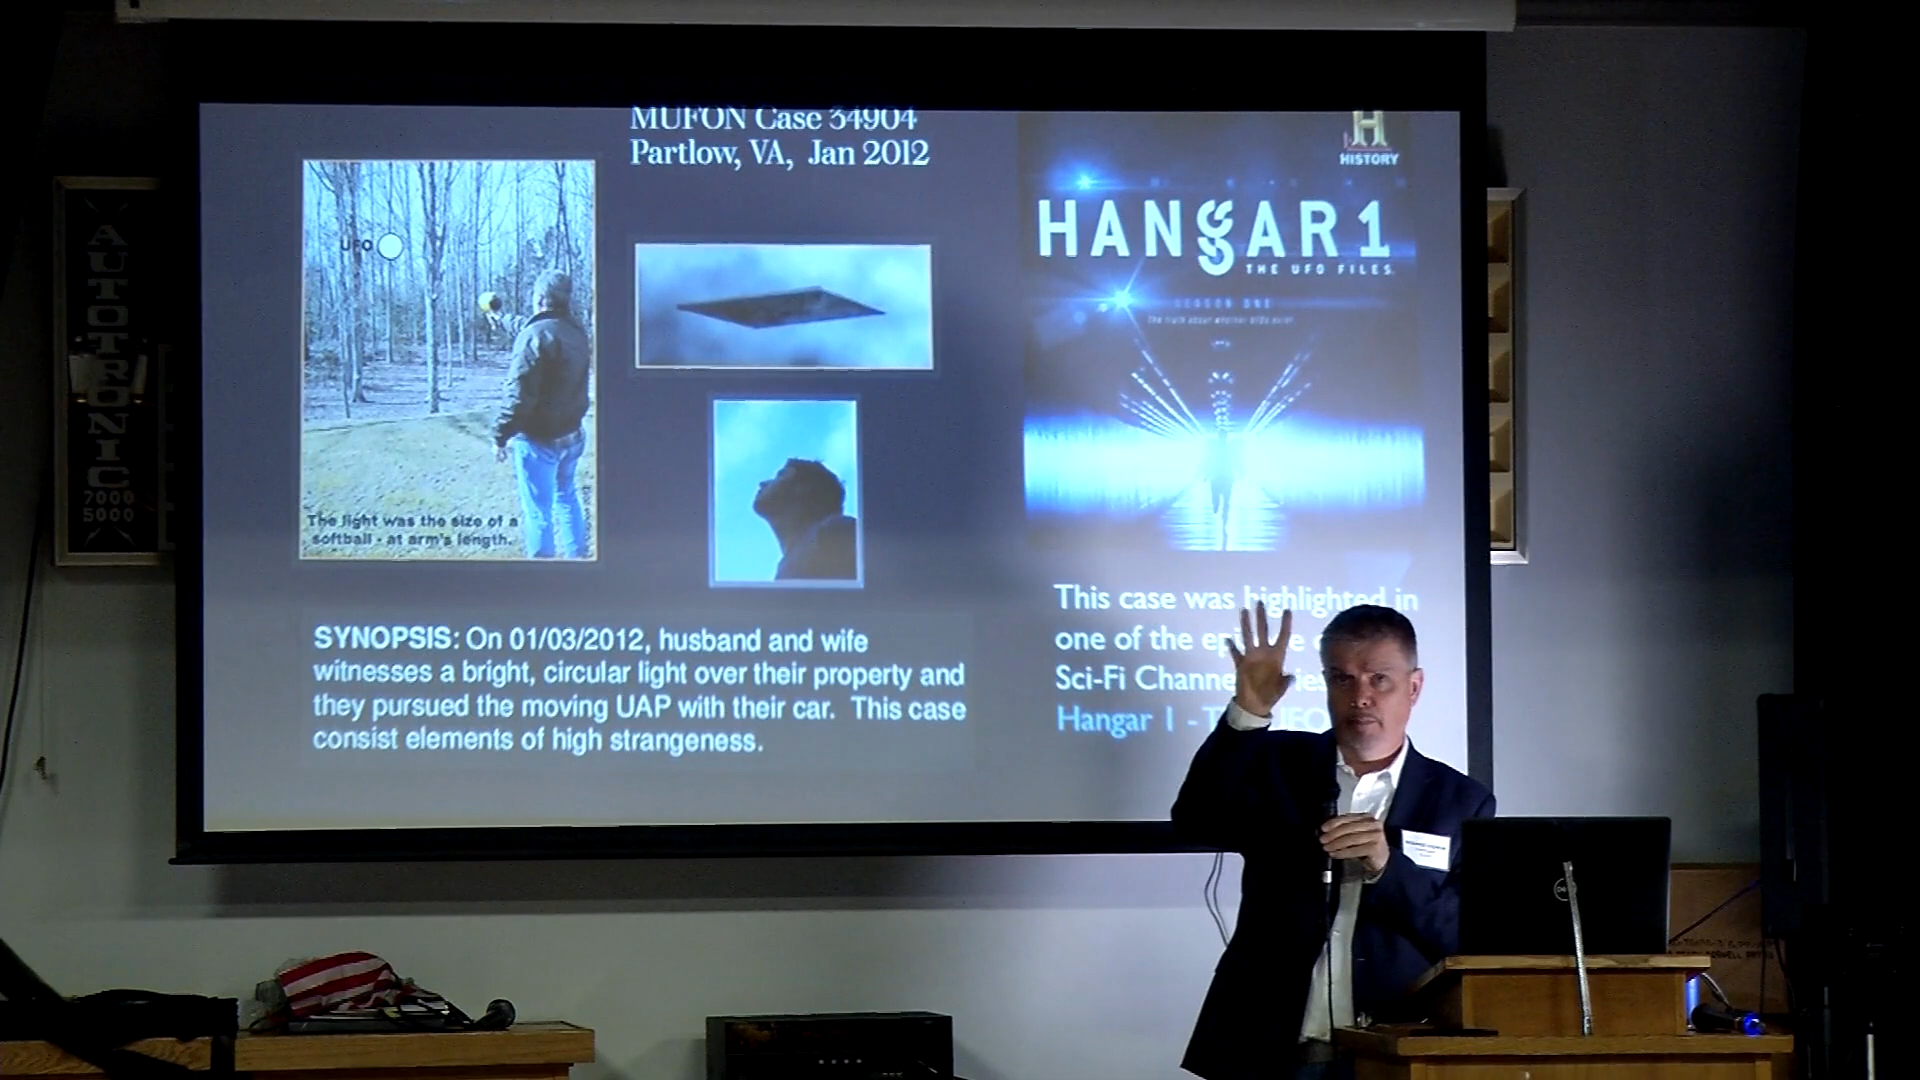 MUFON Case 34904
Partlow, VA, Jan 2012
UFO
The light was the size of a
softball - at arm's length.
SYNOPSIS: On 01/03/2012, husband and wife
witnesses a bright, circular light over their property and
they pursued the moving UAP with their car. This case
consist elements of high strangeness.
H
HISTORY
HANGAR 1
THE UFO FILES
SEASON ONE
This case was highlighted in
one of the
Sci-Fi
Hangar 1 -
AUTOTRONIC
7000
5000